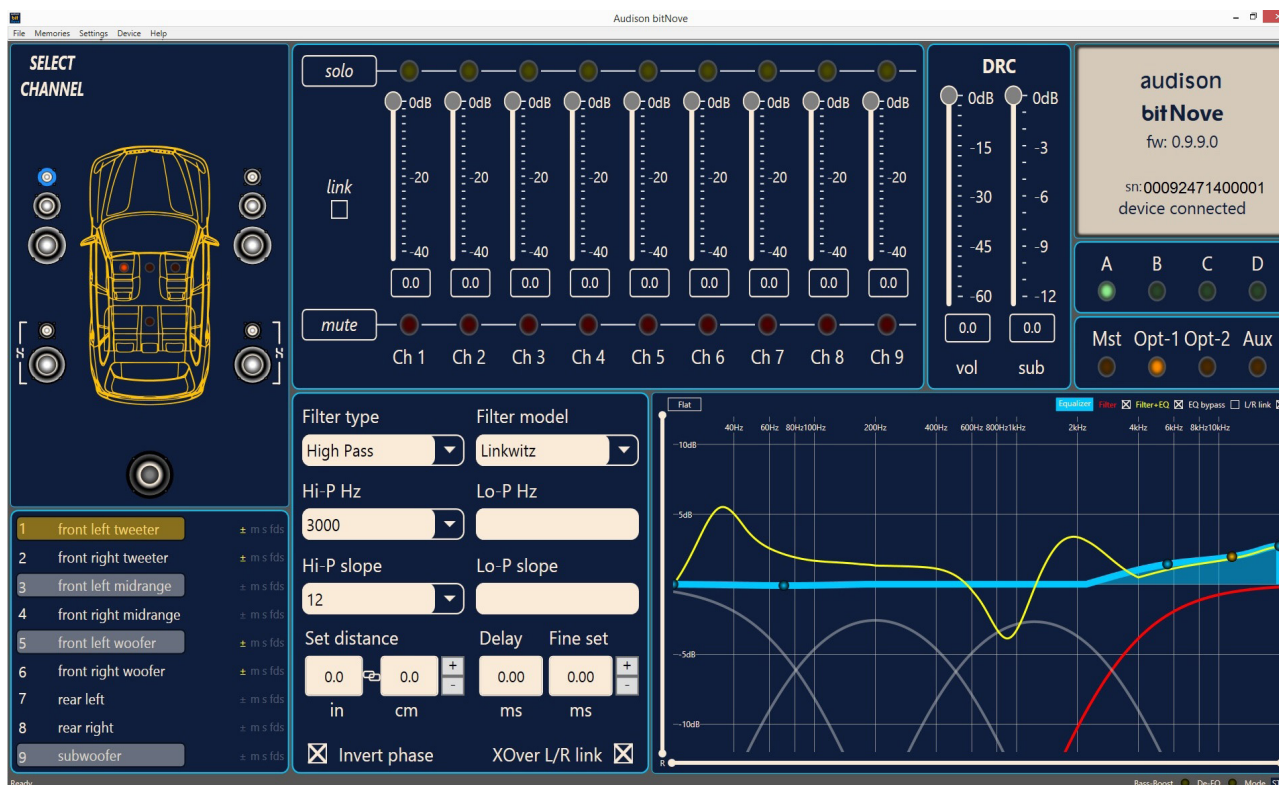 Audison bitNove
File Memories Settings Device Help
SELECT
CHANNEL
solo
0dB 0dB 0dB 0dB 0dB 0dB 0dB 0dB 0dB
-20 -20 -20 -20 -20 -20 -20 -20 -20
-40 -40 -40 -40 -40 -40 -40 -40 -40
link
0.0 0.0 0.0 0.0 0.0 0.0 0.0 0.0 0.0
mute
Ch 1 Ch 2 Ch 3 Ch 4 Ch 5 Ch 6 Ch 7 Ch 8 Ch 9
DRC
0dB 0dB
-15 -3
-30 -6
-45 -9
-60 -12
0.0 0.0
vol sub
audison
bit Nove
fw: 0.9.9.0
sn: 00092471400001
device connected
A B C D
Mst Opt-1 Opt-2 Aux
1 front left tweeter ± m s fds
2 front right tweeter ± m s fds
3 front left midrange ± m s fds
4 front right midrange ± m s fds
5 front left woofer ± m s fds
6 front right woofer ± m s fds
7 rear left ± m s fds
8 rear right ± m s fds
9 subwoofer ± m s fds
Filter type Filter model
High Pass Linkwitz
Hi-P Hz Lo-P Hz
3000
Hi-P slope Lo-P slope
12
Set distance Delay Fine set
0.0 0.0 + - 0.00 0.00 + -
in cm ms ms
Invert phase XOver L/R link
Flat Equalizer Filter Filter+EQ EQ bypass L/R link
40Hz 60Hz 80Hz 100Hz 200Hz 400Hz 600Hz 800Hz 1kHz 2kHz 4kHz 6kHz 8kHz 10kHz
10dB
5dB
0
-5dB
-10dB
R
Ready Bass-Boost De-EQ Mode ST